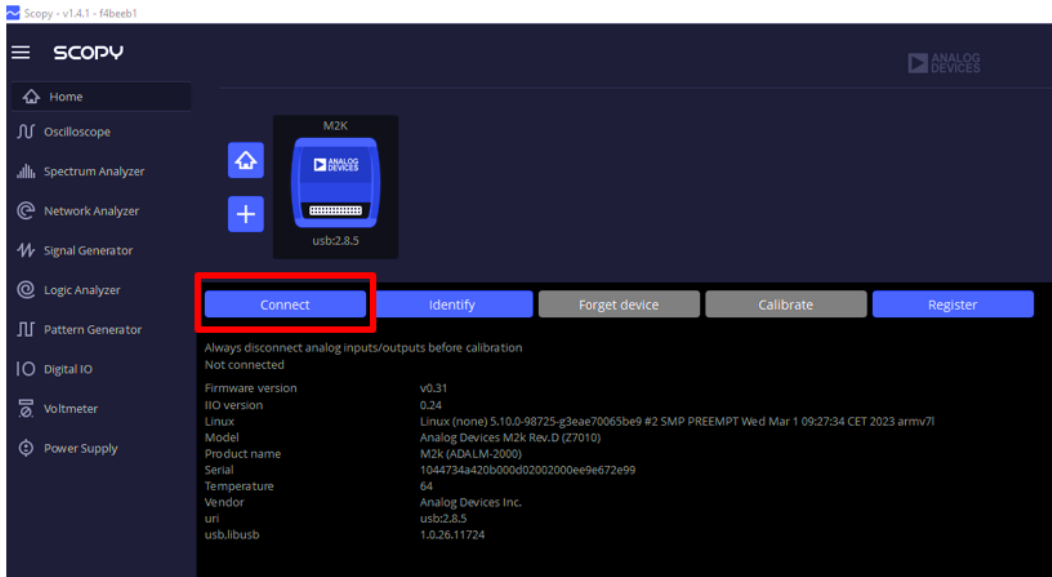 Scopy - v1.4.1 - f4beeb1
SCOPY
ANALOG
DEVICES
Home
Oscilloscope
Spectrum Analyzer
Network Analyzer
Signal Generator
Logic Analyzer
Pattern Generator
Digital IO
Voltmeter
Power Supply
M2K
ANALOG
DEVICES
usb:2.8.5
Connect Identify Forget device Calibrate Register
Always disconnect analog inputs/outputs before calibration
Not connected
Firmware version v0.31
IIO version 0.24
Linux Linux (none) 5.10.0-98725-g3eae70065be9 #2 SMP PREEMPT Wed Mar 1 09:27:34 CET 2023 armv7l
Model Analog Devices M2k Rev.D (Z7010)
Product name M2k (ADALM-2000)
Serial 1044734a420b000d02002000ee9e672e99
Temperature 64
Vendor Analog Devices Inc.
uri usb:2.8.5
usb,libusb 1.0.26.11724